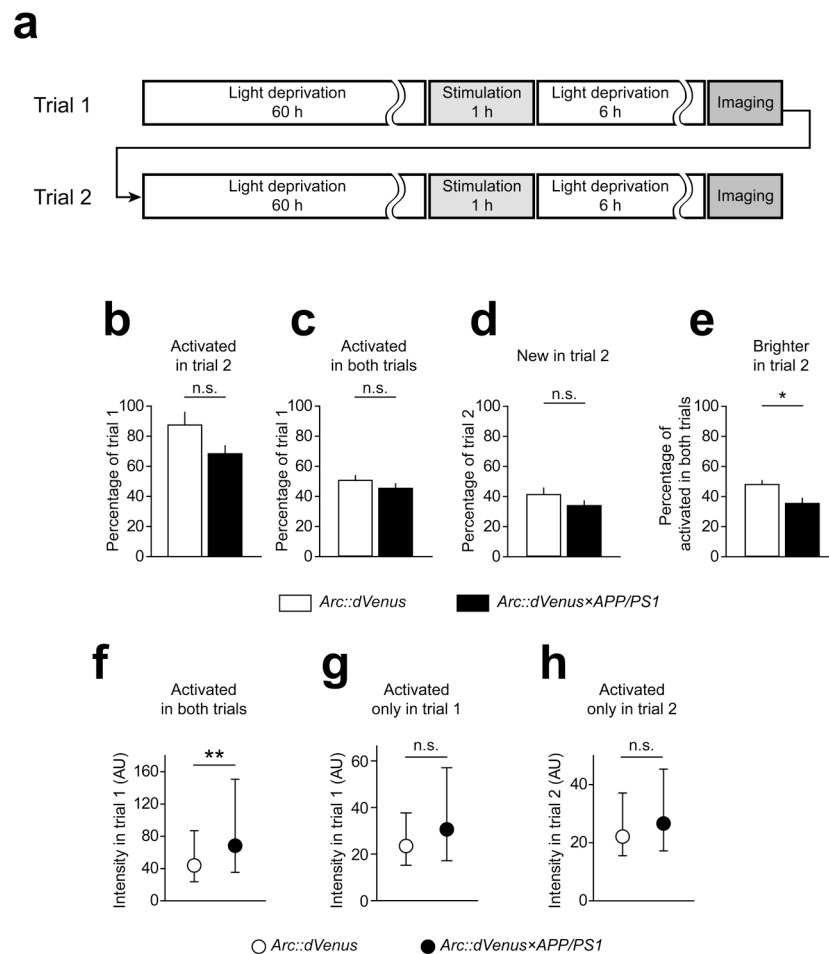 a
Trial 1
Light deprivation
60 h
Stimulation
1 h
Light deprivation
6 h
Imaging
Trial 2
Light deprivation
60 h
Stimulation
1 h
Light deprivation
6 h
Imaging
b
Activated
in trial 2
n.s.
Percentage of trial 1
100
80
60
40
20
0
c
Activated
in both trials
n.s.
Percentage of trial 1
100
80
60
40
20
0
d
New in trial 2
n.s.
Percentage of trial 2
100
80
60
40
20
0
e
Brighter
in trial 2
*
Percentage of
activated in both trials
100
80
60
40
20
0
Arc::dVenus
Arc::dVenus×APP/PS1
f
Activated
in both trials
**
Intensity in trial 1 (AU)
160
120
80
40
0
g
Activated
only in trial 1
n.s.
Intensity in trial 1 (AU)
60
40
20
0
h
Activated
only in trial 2
n.s.
Intensity in trial 2 (AU)
40
20
0
Arc::dVenus
Arc::dVenus×APP/PS1